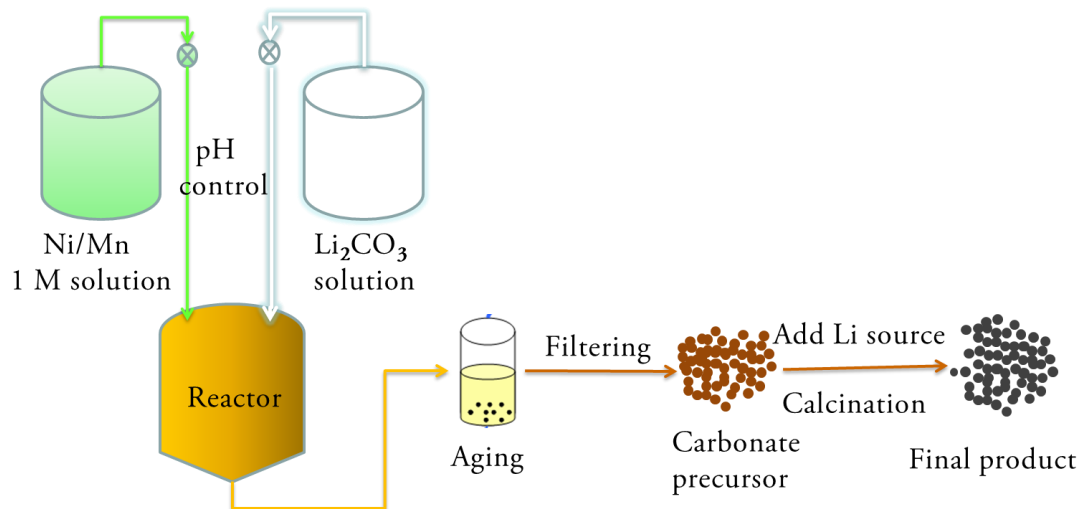 pH
control
Ni/Mn
1 M solution
Li₂CO₃
solution
Reactor
Aging
Filtering
Carbonate
precursor
Add Li source
Calcination
Final product